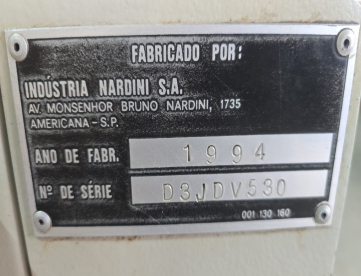 FABRICADO POR:
INDÚSTRIA NARDINI S.A.
AV. MONSENHOR BRUNO NARDINI, 1735
AMERICANA - S.P.
ANO DE FABR. 1994
Nº DE SÉRIE D3JDV530
001·130·160